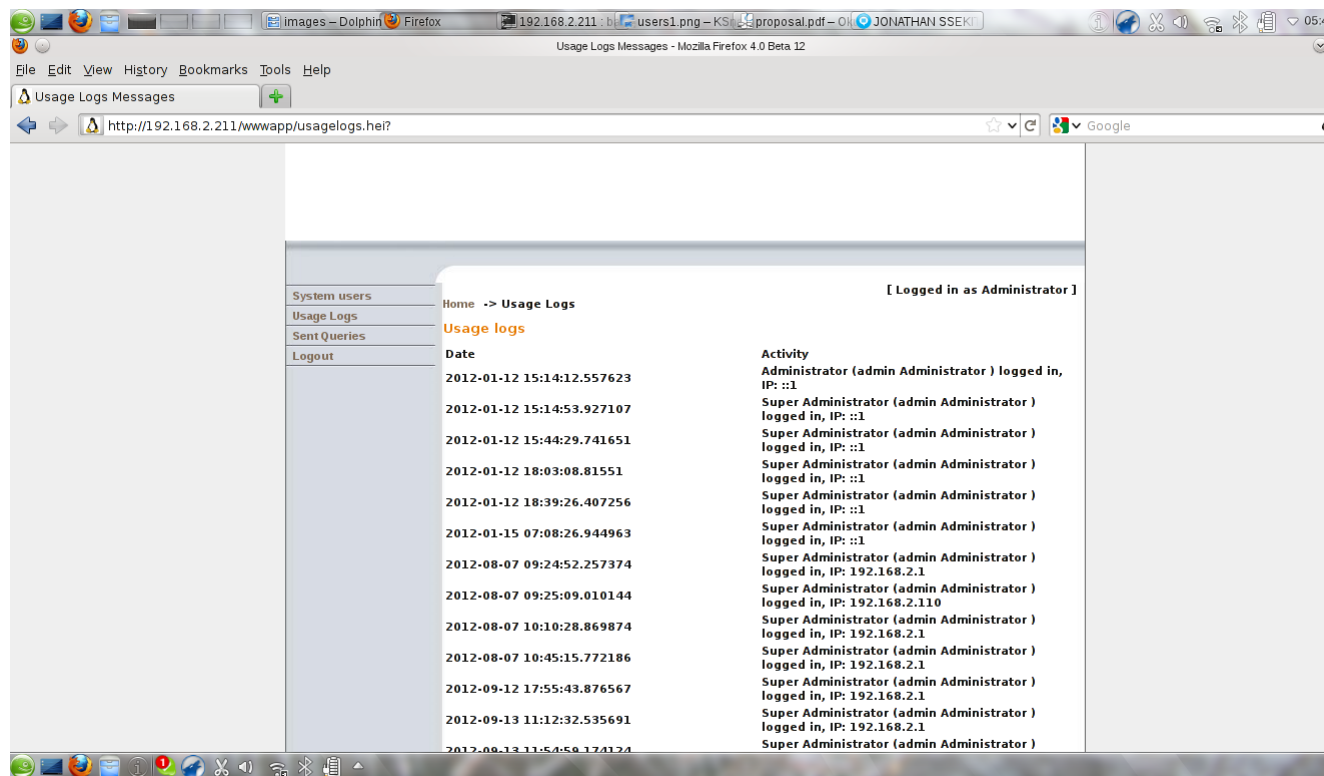 images – Dolphin Firefox 192.168.2.211 : b users1.png – KSn proposal.pdf – Ok JONATHAN SSEKI 05:4
Usage Logs Messages - Mozilla Firefox 4.0 Beta 12
File Edit View History Bookmarks Tools Help
Usage Logs Messages
http://192.168.2.211/wwwapp/usagelogs.hei? Google
[ Logged in as Administrator ]
System users
Usage Logs
Sent Queries
Logout
Home -> Usage Logs
Usage logs
Date Activity
2012-01-12 15:14:12.557623 Administrator (admin Administrator ) logged in,
IP: ::1
2012-01-12 15:14:53.927107 Super Administrator (admin Administrator )
logged in, IP: ::1
2012-01-12 15:44:29.741651 Super Administrator (admin Administrator )
logged in, IP: ::1
2012-01-12 18:03:08.81551 Super Administrator (admin Administrator )
logged in, IP: ::1
2012-01-12 18:39:26.407256 Super Administrator (admin Administrator )
logged in, IP: ::1
2012-01-15 07:08:26.944963 Super Administrator (admin Administrator )
logged in, IP: ::1
2012-08-07 09:24:52.257374 Super Administrator (admin Administrator )
logged in, IP: 192.168.2.1
2012-08-07 09:25:09.010144 Super Administrator (admin Administrator )
logged in, IP: 192.168.2.110
2012-08-07 10:10:28.869874 Super Administrator (admin Administrator )
logged in, IP: 192.168.2.1
2012-08-07 10:45:15.772186 Super Administrator (admin Administrator )
logged in, IP: 192.168.2.1
2012-09-12 17:55:43.876567 Super Administrator (admin Administrator )
logged in, IP: 192.168.2.1
2012-09-13 11:12:32.535691 Super Administrator (admin Administrator )
logged in, IP: 192.168.2.1
2012-09-13 11:54:59.174124 Super Administrator (admin Administrator )
1